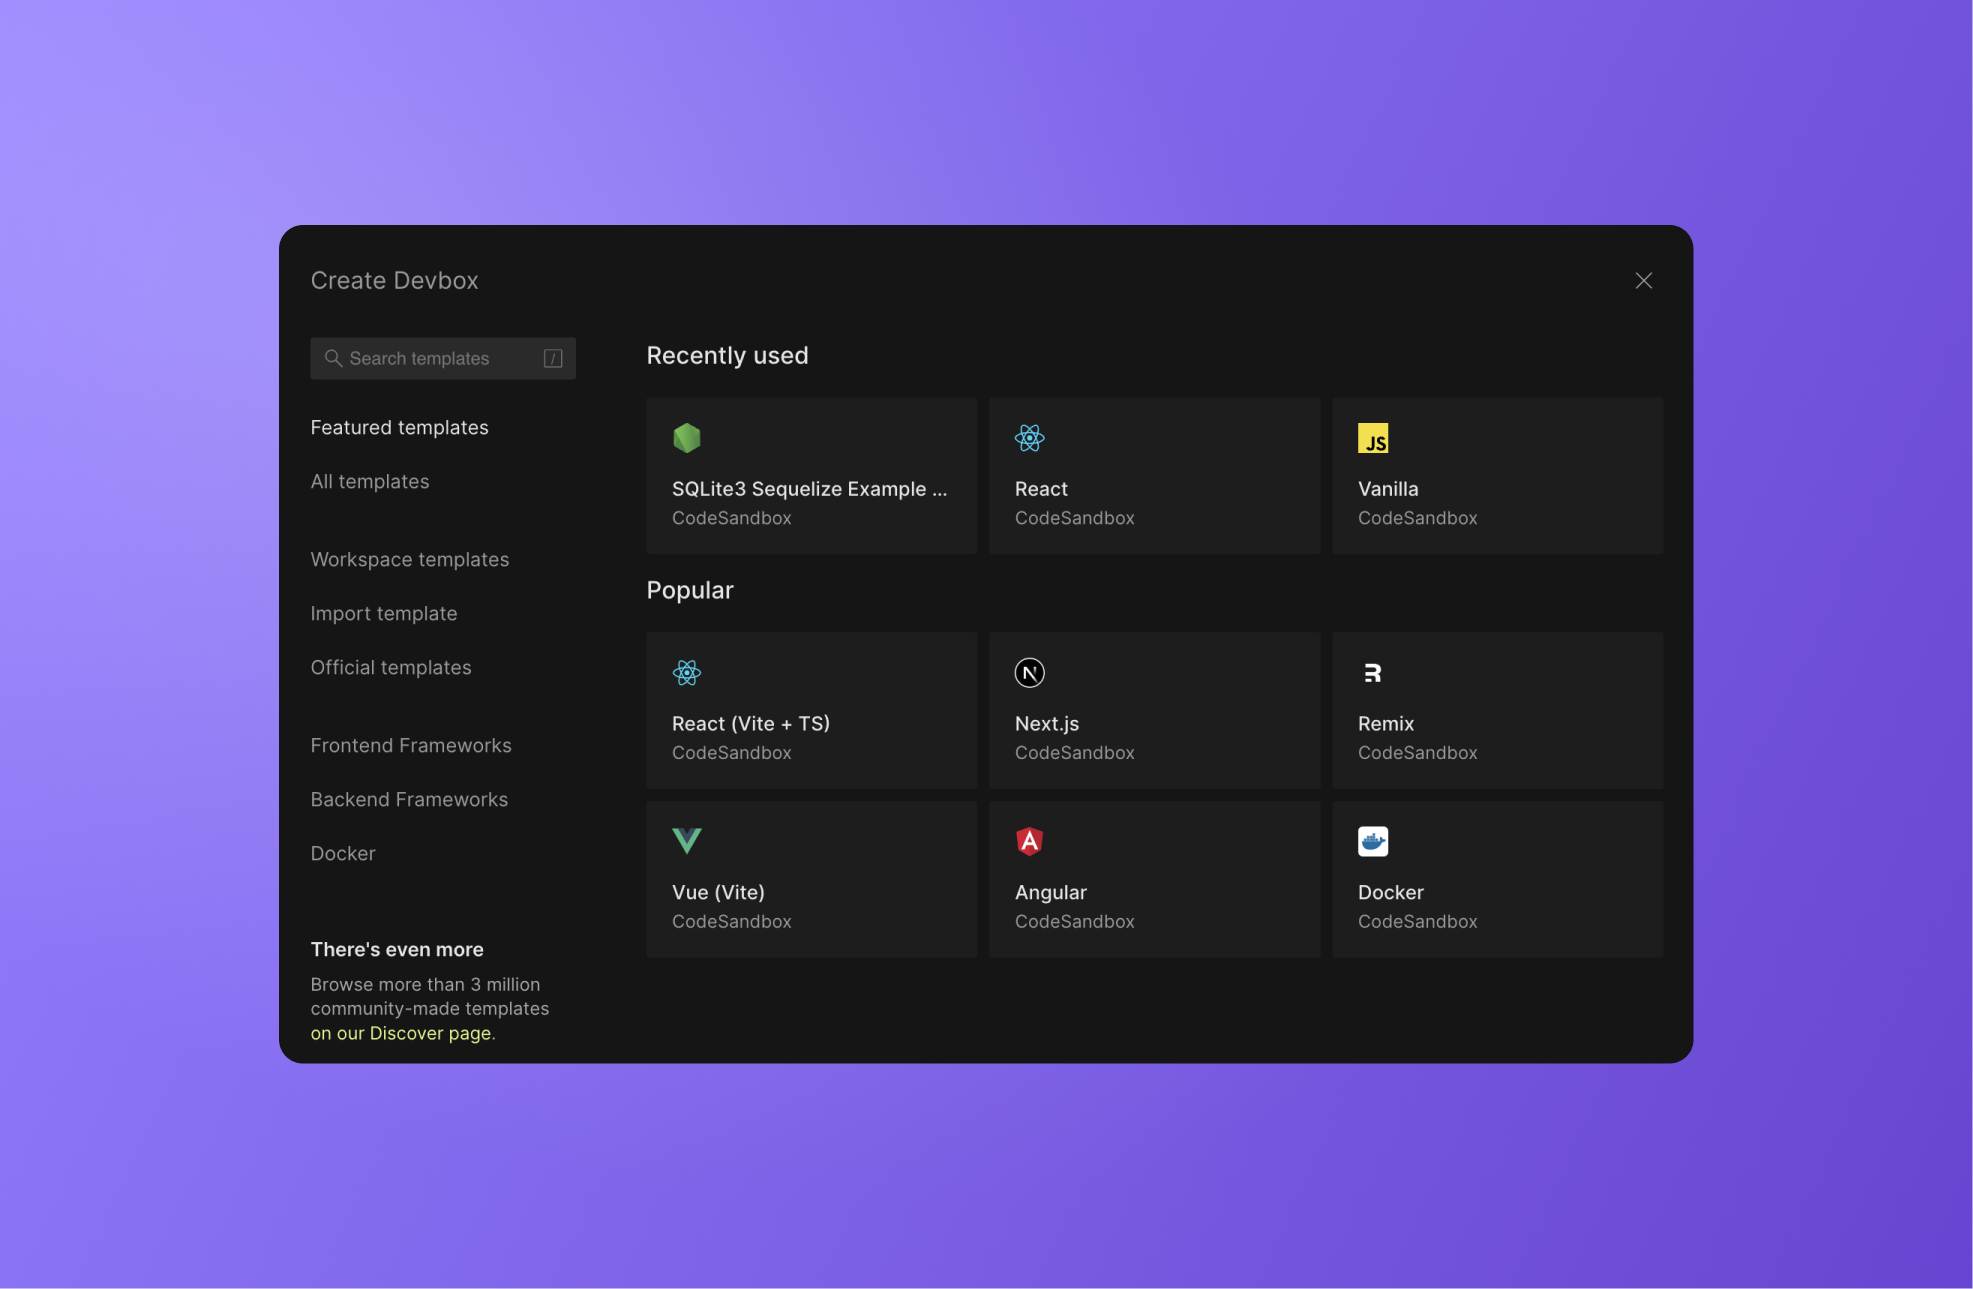 Create Devbox
Search templates
/
Featured templates
All templates
Workspace templates
Import template
Official templates
Frontend Frameworks
Backend Frameworks
Docker
There's even more
Browse more than 3 million
community-made templates
on our Discover page.
Recently used
SQLite3 Sequelize Example ...
CodeSandbox
React
CodeSandbox
JS
Vanilla
CodeSandbox
Popular
React (Vite + TS)
CodeSandbox
N
Next.js
CodeSandbox
R
Remix
CodeSandbox
Vue (Vite)
CodeSandbox
A
Angular
CodeSandbox
Docker
CodeSandbox